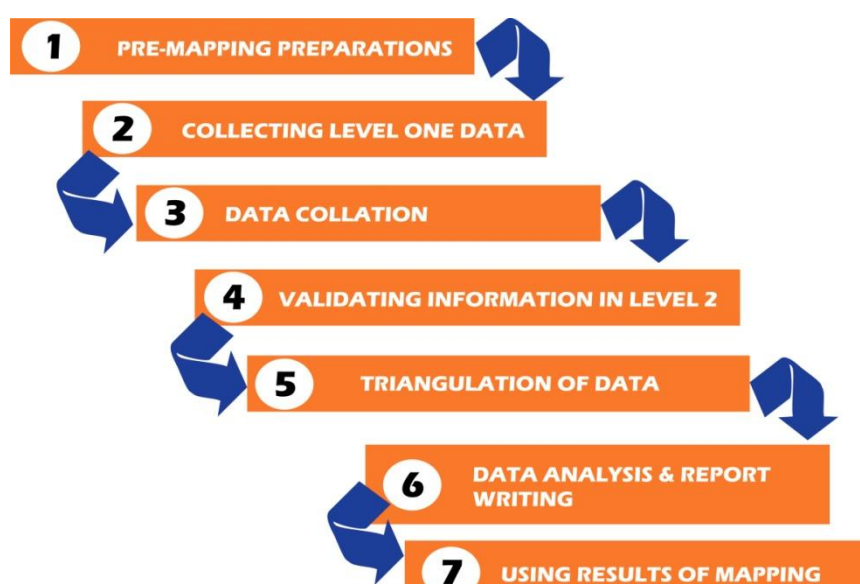 1 PRE-MAPPING PREPARATIONS
2 COLLECTING LEVEL ONE DATA
3 DATA COLLATION
4 VALIDATING INFORMATION IN LEVEL 2
5 TRIANGULATION OF DATA
6 DATA ANALYSIS & REPORT
WRITING
7 USING RESULTS OF MAPPING